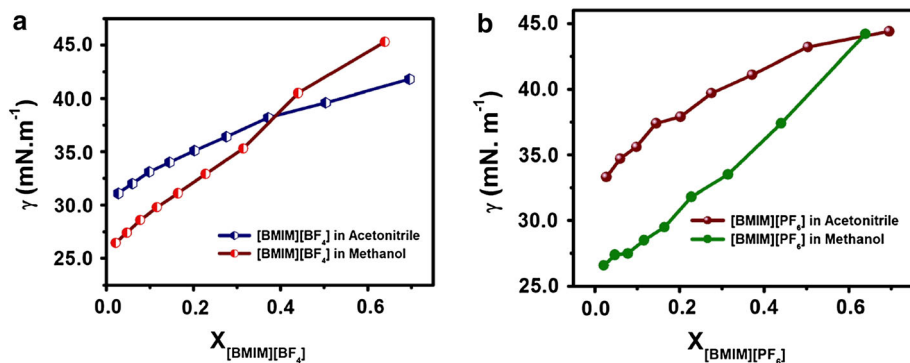 a
γ (mN.m⁻¹)
45.0
40.0
35.0
30.0
25.0
[BMIM][BF₄] in Acetonitrile
[BMIM][BF₄] in Methanol
0.0 0.2 0.4 0.6 0.8
X[BMIM][BF₄]
b
γ (mN. m⁻¹)
45.0
40.0
35.0
30.0
25.0
[BMIM][PF₆] in Acetonitrile
[BMIM][PF₆] in Methanol
0.0 0.2 0.4 0.6
X[BMIM][PF₆]